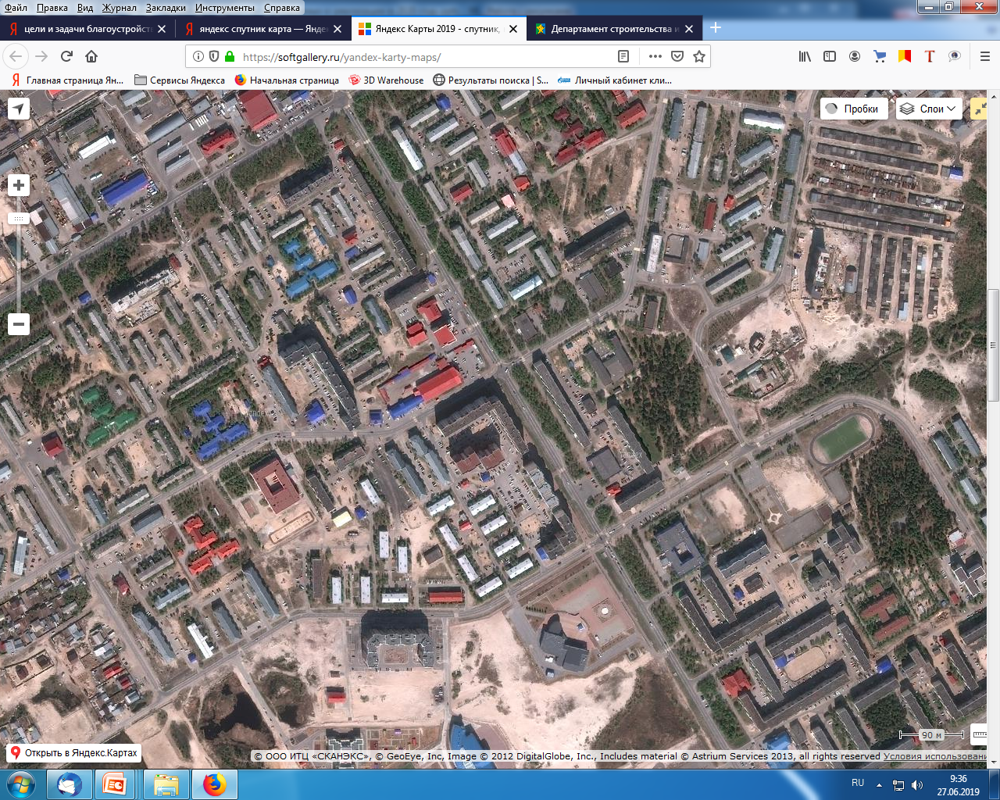 Файл Правка Вид Журнал Закладки Инструменты Справка
цели и задачи благоустройст
яндекс спутник карта — Янде
Яндекс Карты 2019 - спутник,
Департамент строительства и
https://softgallery.ru/yandex-karty-maps/
Главная страница Ян...
Сервисы Яндекса
Начальная страница
3D Warehouse
Результаты поиска | S...
Личный кабинет кли...
Пробки
Слои
yandex
yandex
90 м
Открыть в Яндекс.Картах
© ООО ИТЦ «СКАНЭКС», © GeoEye, Inc, Image © 2012 DigitalGlobe, Inc., Includes material © Astrium Services 2013, all rights reserved Условия использовани
RU
9:36
27.06.2019